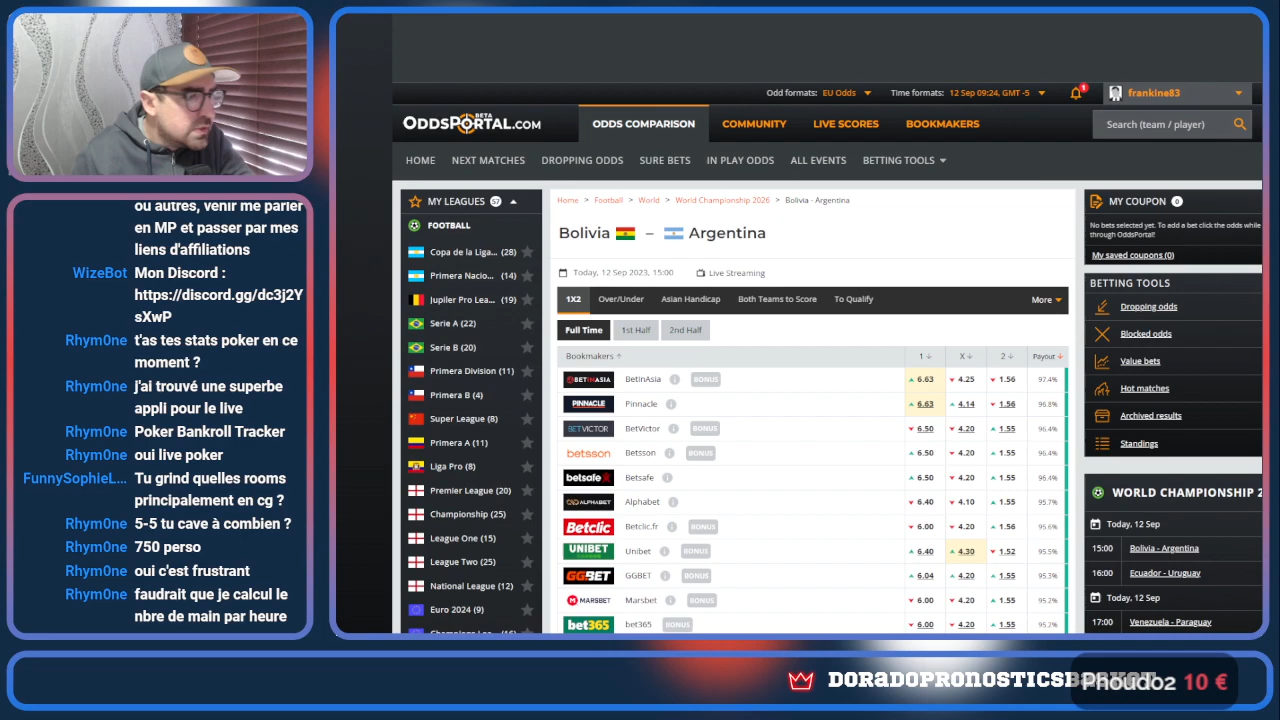 ou autres, venir me parler
en MP et passer par mes
liens d'affiliations
WizeBot Mon Discord :
https://discord.gg/dc3j2Y
sXwP
Rhym0ne t'as tes stats poker en ce
moment ?
Rhym0ne j'ai trouvé une superbe
appli pour le live
Rhym0ne Poker Bankroll Tracker
Rhym0ne oui live poker
FunnySophieL... Tu grind quelles rooms
principalement en cg ?
Rhym0ne 5-5 tu cave à combien ?
Rhym0ne 750 perso
Rhym0ne oui c'est frustrant
Rhym0ne faudrait que je calcul le
nbre de main par heure
Odd formats: EU Odds Time formats: 12 Sep 09:24, GMT -5 1 frankine83
BETA
ODDSPORTAL.COM ODDS COMPARISON COMMUNITY LIVE SCORES BOOKMAKERS Search (team / player)
HOME NEXT MATCHES DROPPING ODDS SURE BETS IN PLAY ODDS ALL EVENTS BETTING TOOLS
MY LEAGUES 57
FOOTBALL
Copa de la Liga... (28)
Primera Nacio... (14)
Jupiler Pro Lea... (19)
Serie A (22)
Serie B (20)
Primera Division (11)
Primera B (4)
Super League (8)
Primera A (11)
Liga Pro (8)
Premier League (20)
Championship (25)
League One (15)
League Two (25)
National League (12)
Euro 2024 (9)
Home > Football > World > World Championship 2026 > Bolivia - Argentina
Bolivia – Argentina
Today, 12 Sep 2023, 15:00 Live Streaming
1X2 Over/Under Asian Handicap Both Teams to Score To Qualify More
Full Time 1st Half 2nd Half
Bookmakers 1 X 2 Payout
BETINASIA BetInAsia BONUS 6.63 4.25 1.56 97.4%
PINNACLE Pinnacle 6.63 4.14 1.56 96.8%
BETVICTOR BetVictor BONUS 6.50 4.20 1.55 96.4%
betsson Betsson BONUS 6.50 4.20 1.55 96.4%
betsafe Betsafe 6.50 4.20 1.55 96.4%
ALPHABET Alphabet 6.40 4.10 1.55 95.7%
Betclic Betclic.fr BONUS 6.00 4.20 1.56 95.6%
UNIBET Unibet BONUS 6.40 4.30 1.52 95.5%
GGBET GGBET BONUS 6.04 4.20 1.55 95.3%
MARSBET Marsbet BONUS 6.00 4.20 1.55 95.2%
bet365 bet365 BONUS 6.00 4.20 1.55 95.2%
MY COUPON 0
No bets selected yet. To add a bet click the odds while
through OddsPortal!
My saved coupons (0)
BETTING TOOLS
Dropping odds
Blocked odds
Value bets
Hot matches
Archived results
Standings
WORLD CHAMPIONSHIP 2
Today, 12 Sep
15:00 Bolivia - Argentina
16:00 Ecuador - Uruguay
Today, 12 Sep
17:00 Venezuela - Paraguay
DORADOPRONOSTICS
Phoudo2 10 €